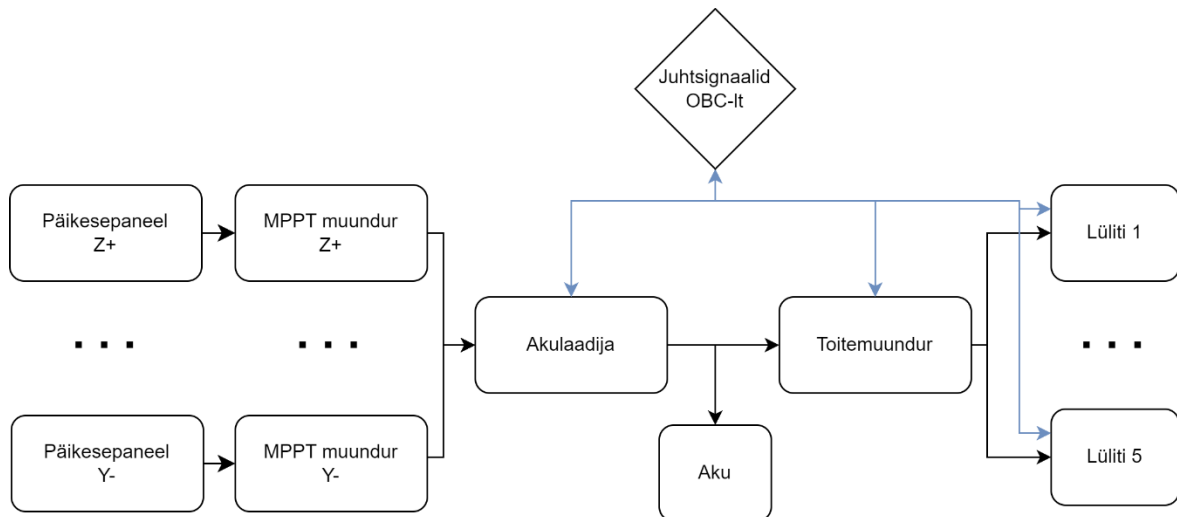 Juhtsignaalid
OBC-lt
Päikesepaneel
Z+
MPPT muundur
Z+
Lüliti 1
Akulaadija
Toitemuundur
Päikesepaneel
Y-
MPPT muundur
Y-
Aku
Lüliti 5